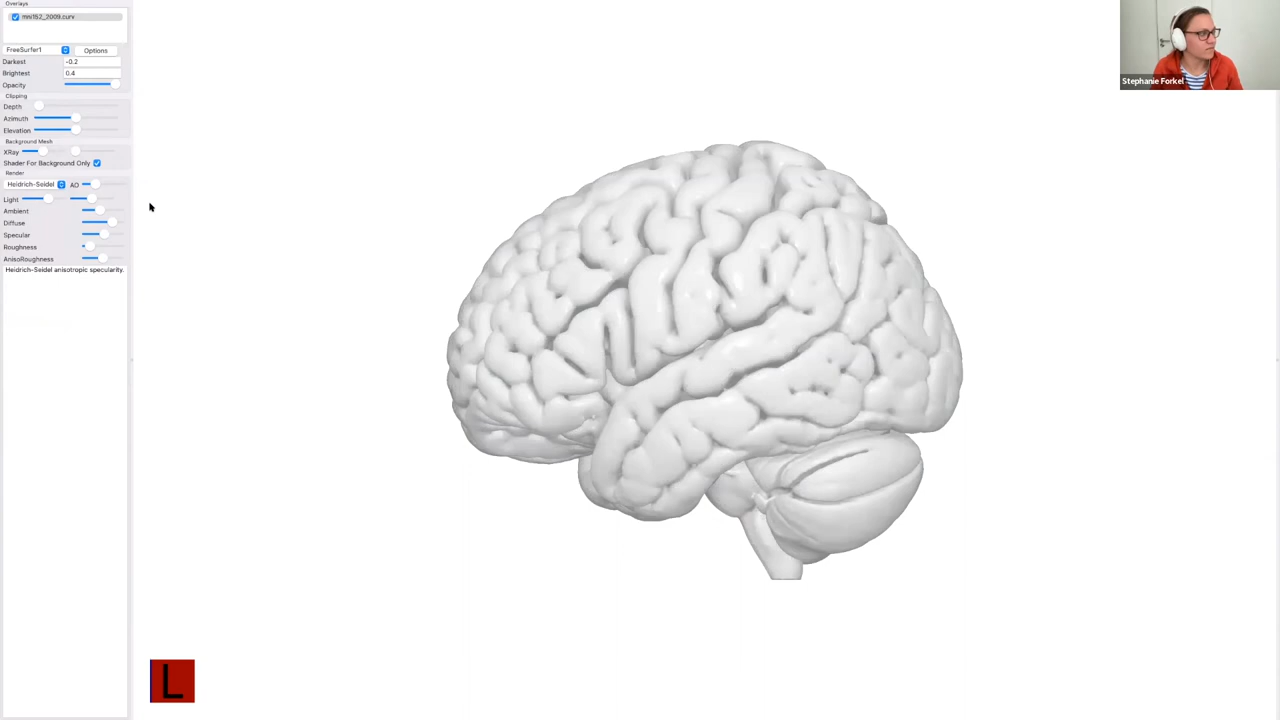 Overlays
mni152_2009.curv
FreeSurfer1
Options
Darkest -0.2
Brightest 0.4
Opacity
Clipping
Depth
Azimuth
Elevation
Background Mesh
XRay
Shader For Background Only
Render
Heidrich-Seidel AO
Light
Ambient
Diffuse
Specular
Roughness
AnisoRoughness
Heidrich-Seidel anisotropic specularity.
Stephanie Forkel
L